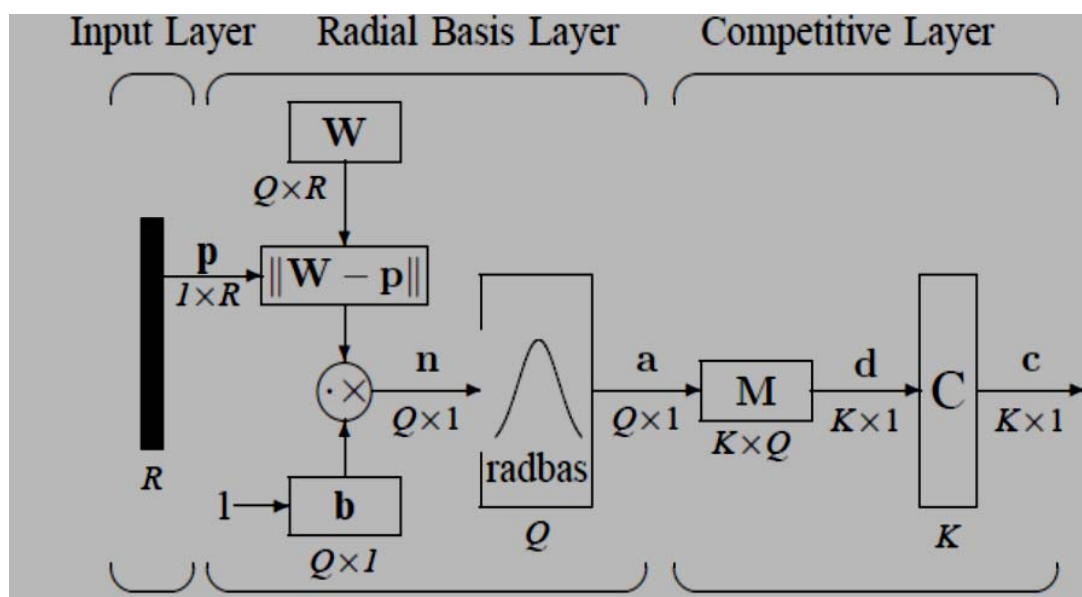 Input Layer Radial Basis Layer Competitive Layer
W
Q×R
p
1×R
‖W − p‖
·×
n
Q×1
a
Q×1
M
K×Q
d
K×1
C
c
K×1
radbas
R
1
b
Q×1
Q
K